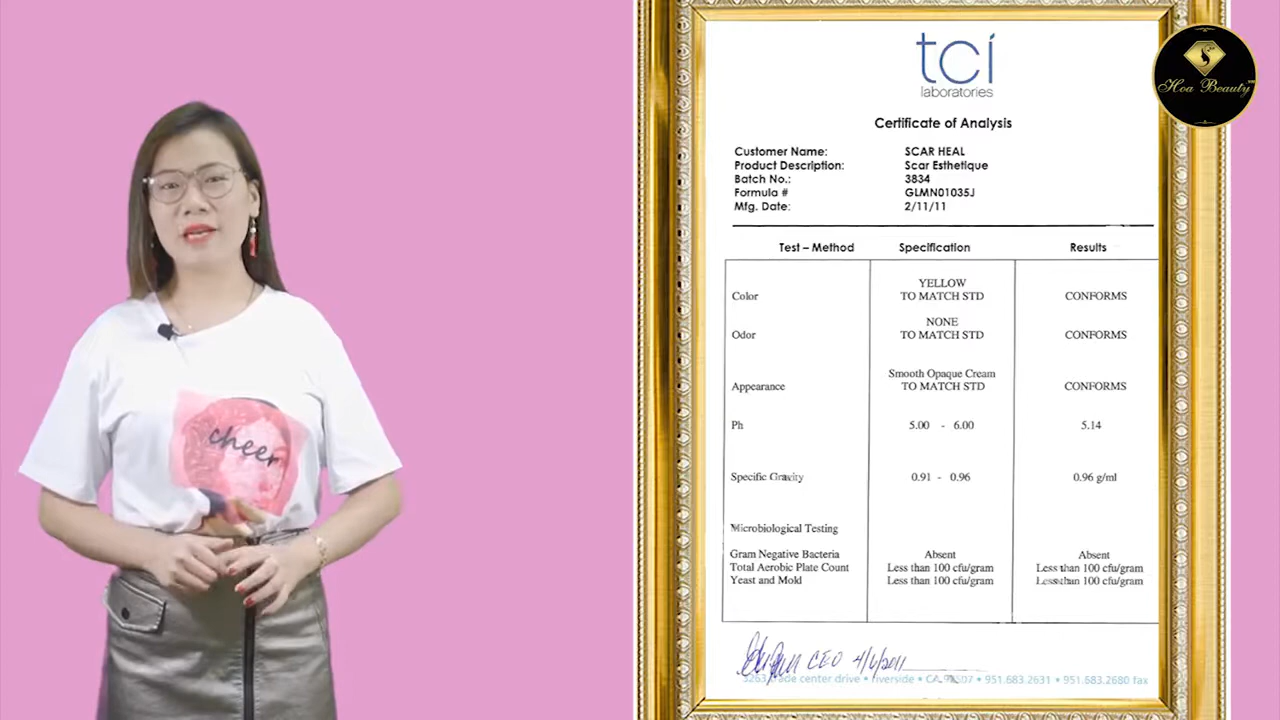 tci
laboratories
Hoa Beauty
Certificate of Analysis
Customer Name: SCAR HEAL
Product Description: Scar Esthetique
Batch No.: 3834
Formula # GLMN01035J
Mfg. Date: 2/11/11
Test – Method Specification Results
YELLOW
Color TO MATCH STD CONFORMS
NONE
Odor TO MATCH STD CONFORMS
Smooth Opaque Cream
Appearance TO MATCH STD CONFORMS
Ph 5.00 - 6.00 5.14
Specific Gravity 0.91 - 0.96 0.96 g/ml
Microbiological Testing
Gram Negative Bacteria Absent Absent
Total Aerobic Plate Count Less than 100 cfu/gram Less than 100 cfu/gram
Yeast and Mold Less than 100 cfu/gram Less than 100 cfu/gram
CEO 4/6/2011
trade center drive • riverside • CA • 951.683.2631 • 951.683.2680 fax
cheer